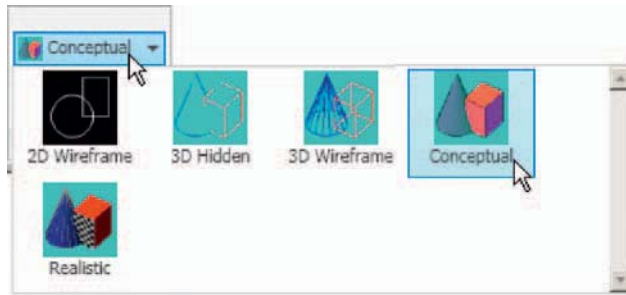 Conceptual
2D Wireframe
3D Hidden
3D Wireframe
Conceptual
Realistic